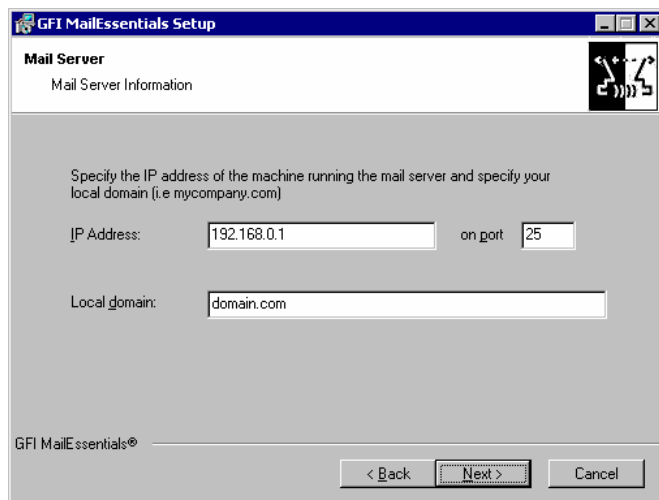 GFI MailEssentials Setup
Mail Server
Mail Server Information
Specify the IP address of the machine running the mail server and specify your
local domain (i.e mycompany.com)
IP Address: 192.168.0.1 on port 25
Local domain: domain.com
GFI MailEssentials®
< Back Next > Cancel